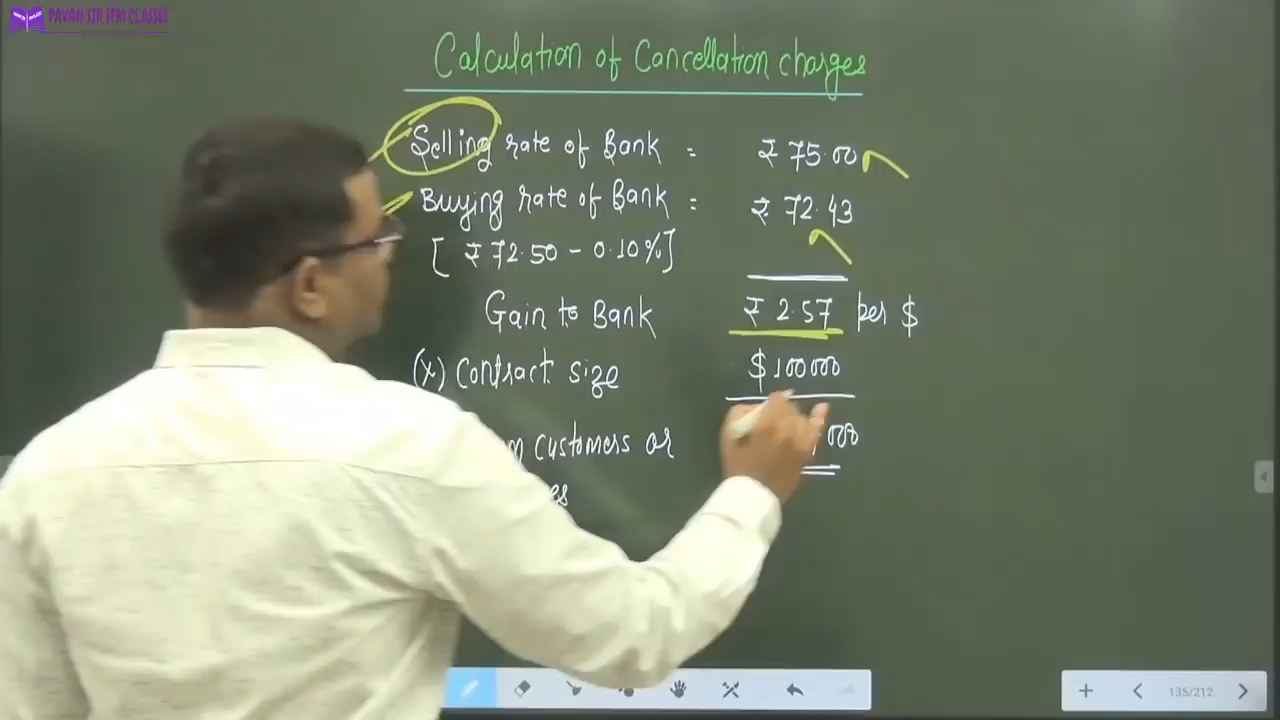 PAVAN SIR SFM CLASSES
Calculation of Cancellation charges
Selling rate of Bank = ₹ 75.00
Buying rate of Bank = ₹ 72.43
[ ₹ 72.50 - 0.10%]
Gain to Bank ₹ 2.57 per $
(x) Contract size $100000
customers or 000
135/212